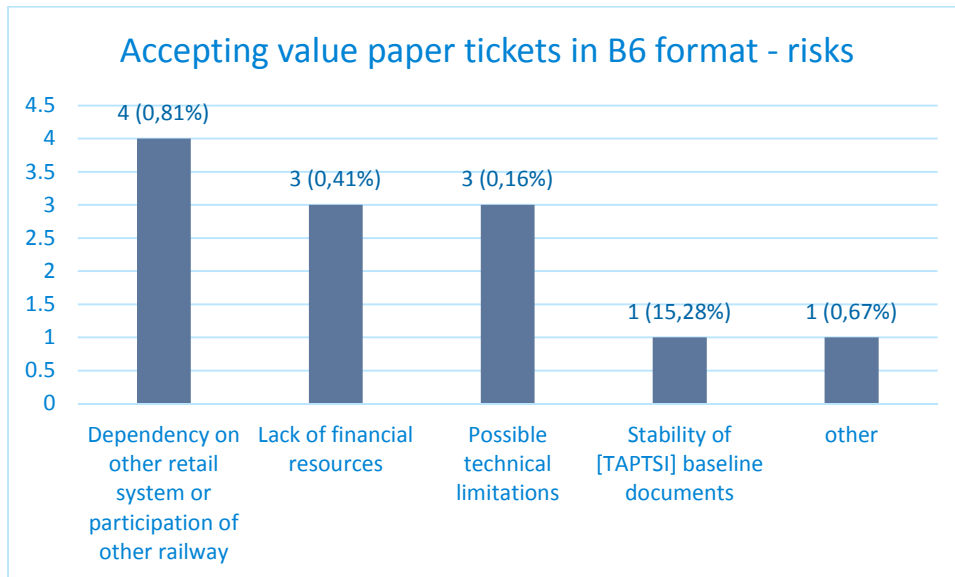 Accepting value paper tickets in B6 format - risks
4.5
4
3.5
3
2.5
2
1.5
1
0.5
0
4 (0,81%)
3 (0,41%)
3 (0,16%)
1 (15,28%)
1 (0,67%)
Dependency on
other retail
system or
participation of
other railway
Lack of financial
resources
Possible
technical
limitations
Stability of
[TAPTSI] baseline
documents
other